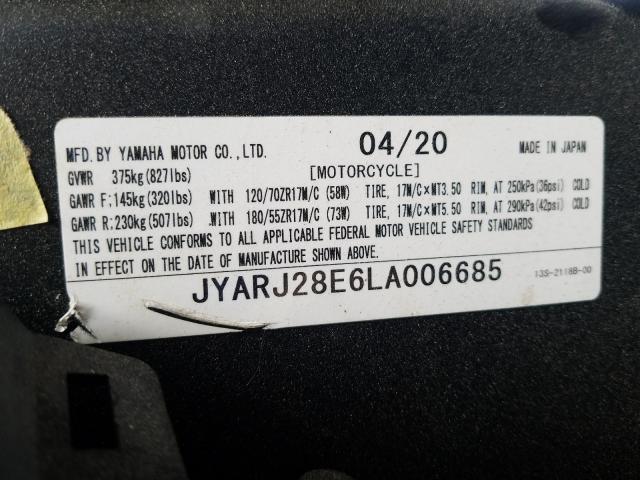 MFD. BY YAMAHA MOTOR CO., LTD. 04/20 MADE IN JAPAN
GVWR 375kg (827lbs) [MOTORCYCLE]
GAWR F: 145kg (320lbs) WITH 120/70ZR17M/C (58W) TIRE, 17M/C×MT3.50 RIM, AT 250kPa (36psi) COLD
GAWR R: 230kg (507lbs) .WITH 180/55ZR17M/C (73W) TIRE, 17M/C×MT5.50 RIM, AT 290kPa (42psi) COLD
THIS VEHICLE CONFORMS TO ALL APPLICABLE FEDERAL MOTOR VEHICLE SAFETY STANDARDS
IN EFFECT ON THE DATE OF MANUFACTURE SHOWN ABOVE.
JYARJ28E6LA006685 13S-2118B-00